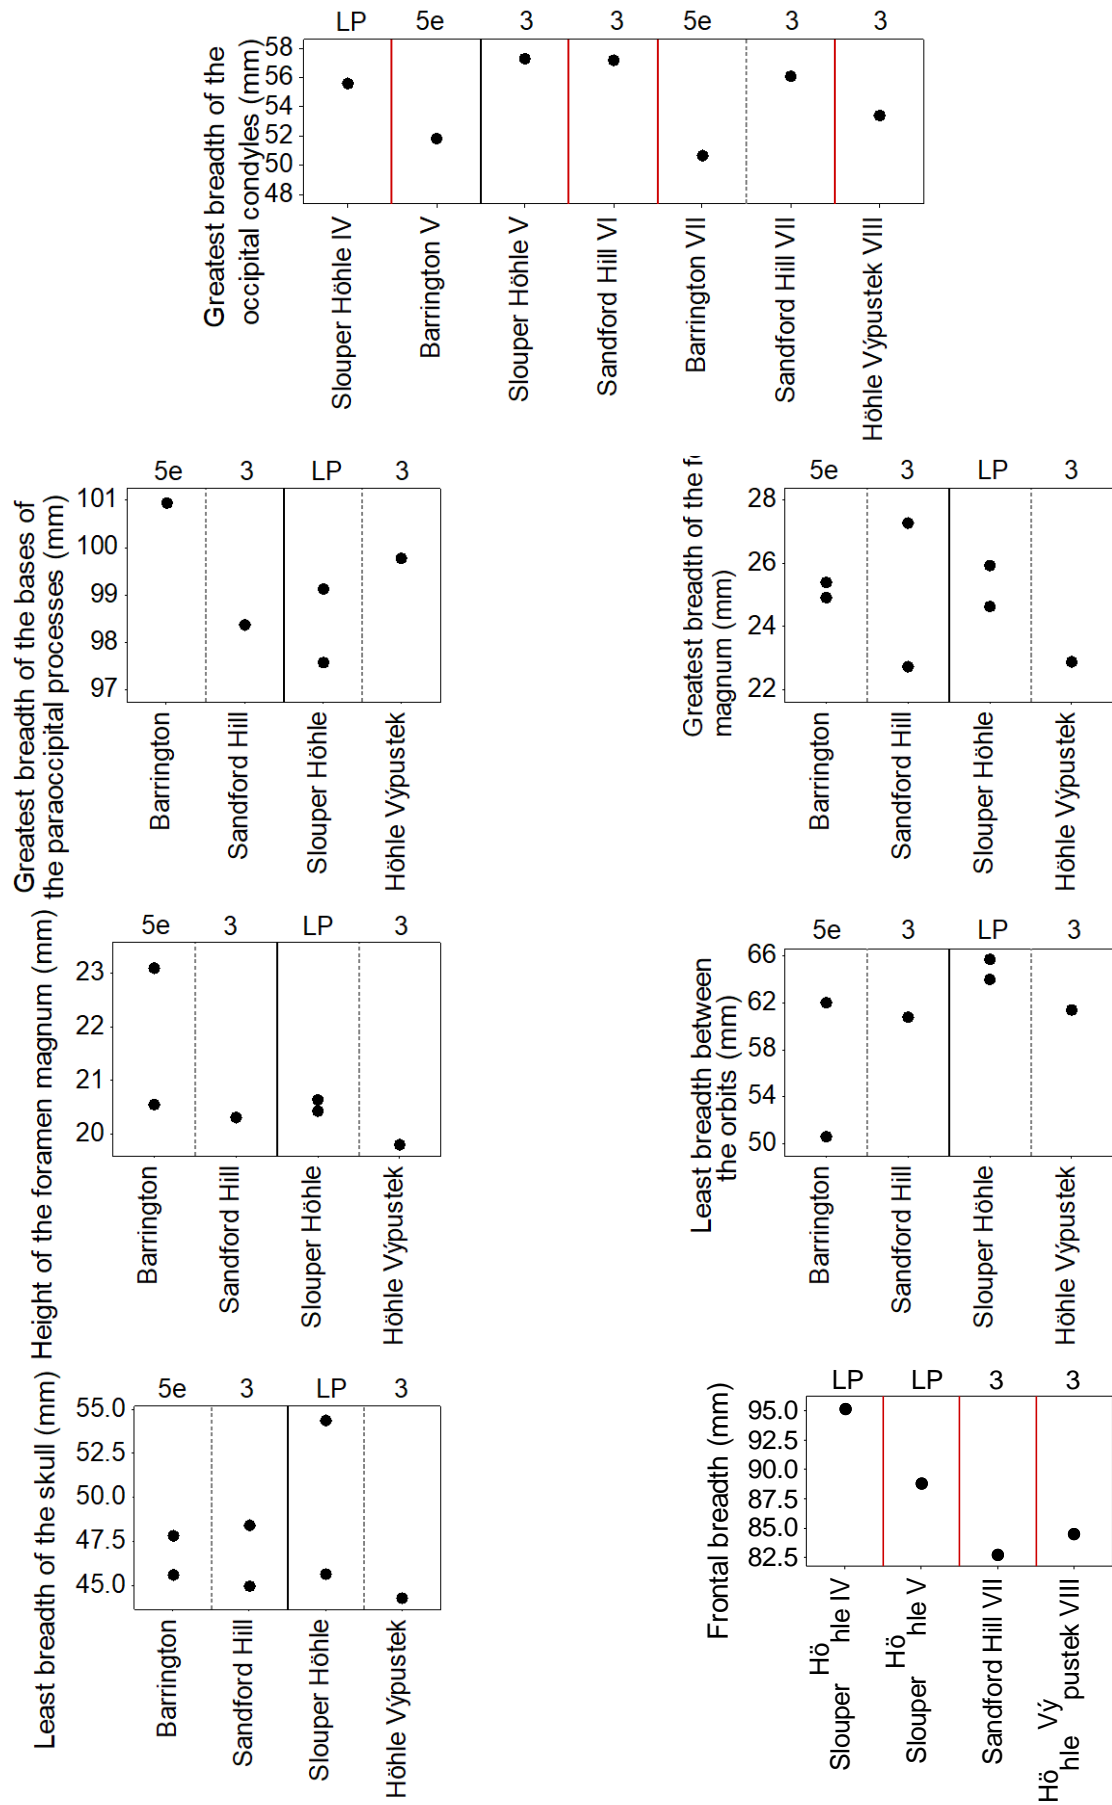 LP 5e 3 3 5e 3 3
Greatest breadth of the
occipital condyles (mm)
58
56
54
52
50
48
Slouper Höhle IV
Barrington V
Slouper Höhle V
Sandford Hill VI
Barrington VII
Sandford Hill VII
Höhle Výpustek VIII
5e 3 LP 3
Greatest breadth of the bases of
the paraoccipital processes (mm)
101
100
99
98
97
Barrington
Sandford Hill
Slouper Höhle
Höhle Výpustek
5e 3 LP 3
Greatest breadth of the
magnum (mm)
28
26
24
22
Barrington
Sandford Hill
Slouper Höhle
Höhle Výpustek
5e 3 LP 3
Height of the foramen magnum (mm)
23
22
21
20
Barrington
Sandford Hill
Slouper Höhle
Höhle Výpustek
5e 3 LP 3
Least breadth between
the orbits (mm)
66
62
58
54
50
Barrington
Sandford Hill
Slouper Höhle
Höhle Výpustek
5e 3 LP 3
Least breadth of the skull (mm)
55.0
52.5
50.0
47.5
45.0
Barrington
Sandford Hill
Slouper Höhle
Höhle Výpustek
LP LP 3 3
Frontal breadth (mm)
95.0
92.5
90.0
87.5
85.0
82.5
Slouper Höhle IV
Slouper Höhle V
Sandford Hill VII
Höhle Výpustek VIII